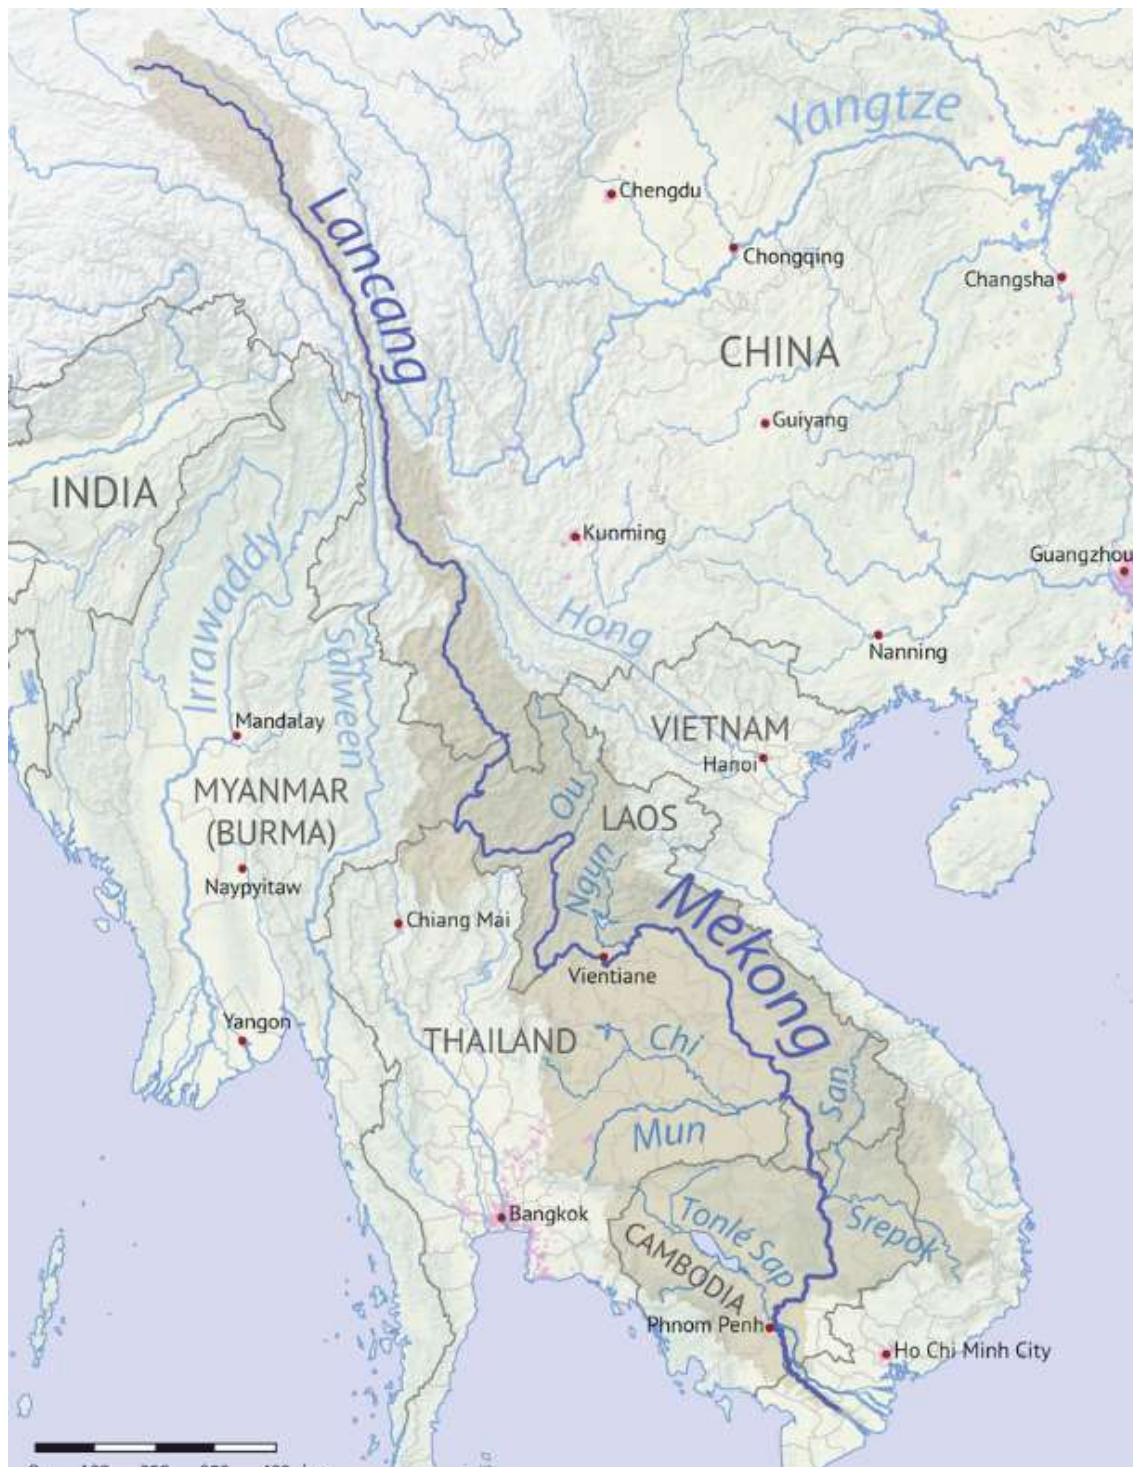 Yangtze
Chengdu
Lancang
Chongqing
Changsha
CHINA
Guiyang
INDIA
Kunming
Guangzhou
Irrawaddy
Hong
Salween
Nanning
Mandalay
VIETNAM
Hanoi
MYANMAR
(BURMA)
Ou
LAOS
Naypyitaw
Ngun
Mekong
Chiang Mai
Vientiane
Yangon
THAILAND
Chi
San
Mun
Bangkok
Tonlé Sap
Srepok
CAMBODIA
Phnom Penh
Ho Chi Minh City